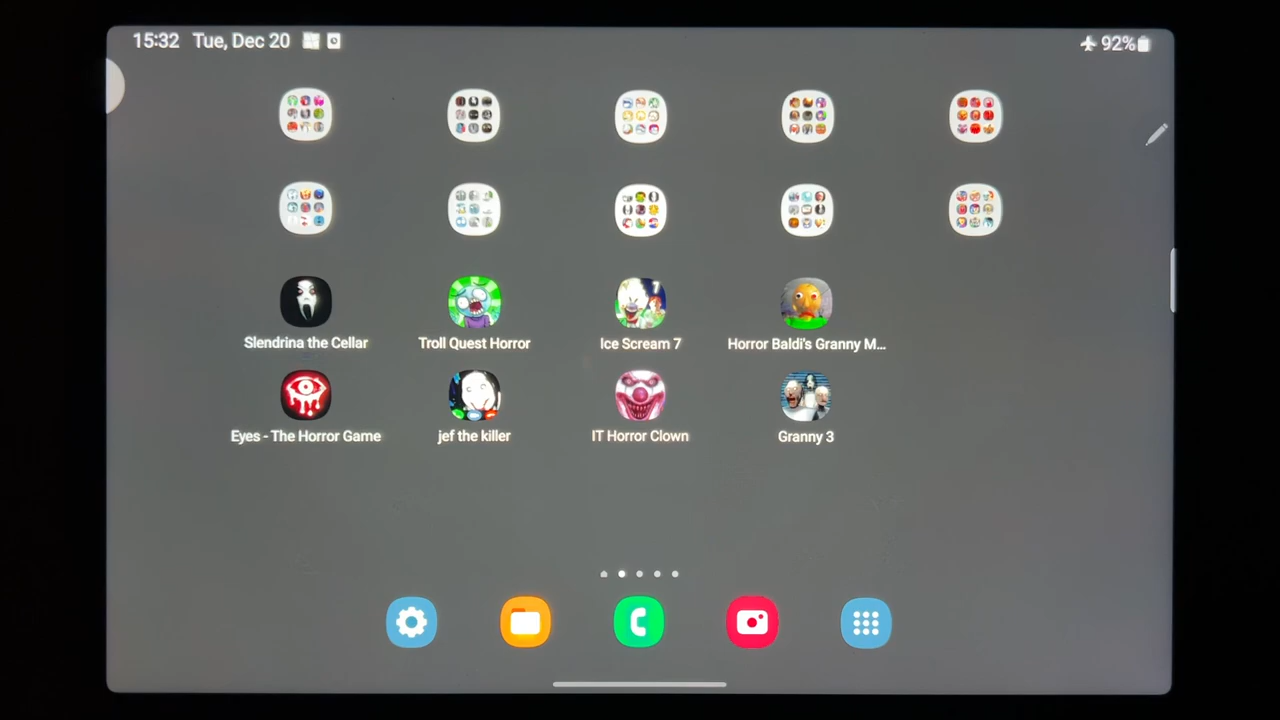 15:32 Tue, Dec 20 92%
Slendrina the Cellar Troll Quest Horror Ice Scream 7 Horror Baldi's Granny M...
Eyes - The Horror Game jef the killer IT Horror Clown Granny 3